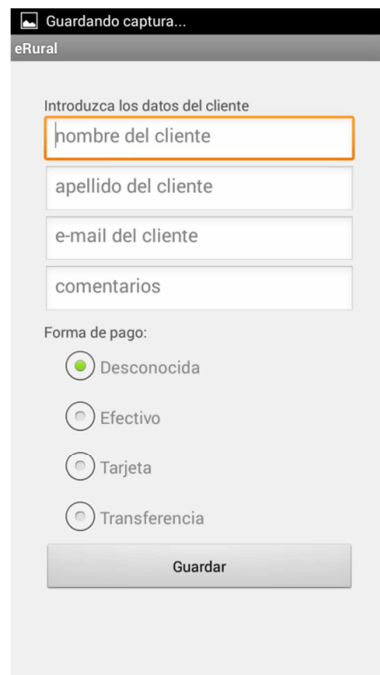 Guardando captura...
eRural
Introduzca los datos del cliente
nombre del cliente
apellido del cliente
e-mail del cliente
comentarios
Forma de pago:
Desconocida
Efectivo
Tarjeta
Transferencia
Guardar